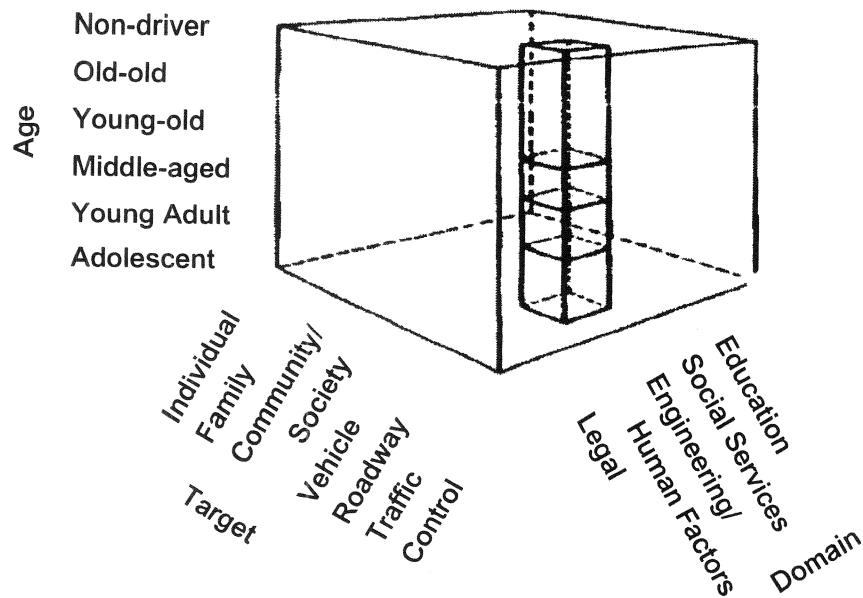 Non-driver
Old-old
Young-old
Middle-aged
Young Adult
Adolescent
Age
Individual
Family
Community/
Society
Vehicle
Roadway
Traffic
Control
Target
Legal
Engineering/
Human Factors
Social Services
Education
Domain